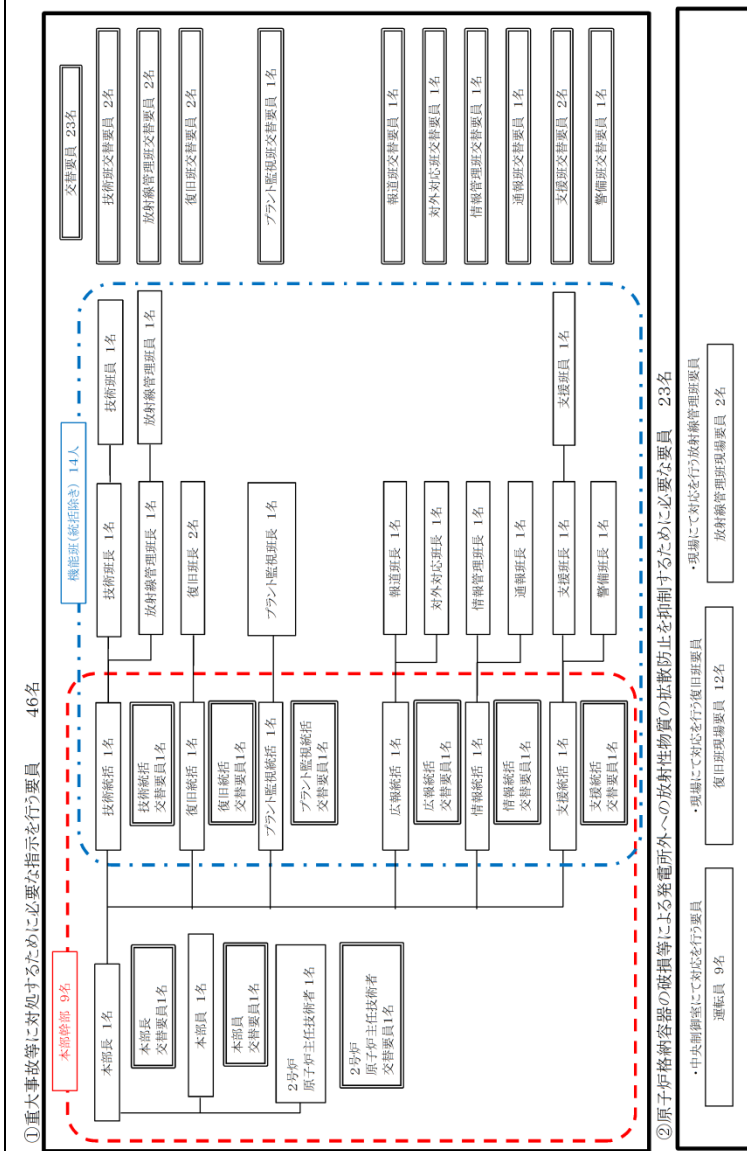 ①重大事故等に対処するために必要な指示を行う要員 46名
本部幹部 9名
機能班(統括除き) 14人
交替要員 23名
本部長 1名
本部長
交替要員1名
本部員 1名
本部員
交替要員1名
2号炉
原子炉主任技術者 1名
2号炉
原子炉主任技術者
交替要員1名
技術統括 1名
技術統括
交替要員1名
復旧統括 1名
復旧統括
交替要員1名
プラント監視統括 1名
プラント監視統括
交替要員1名
広報統括 1名
広報統括
交替要員1名
情報統括 1名
情報統括
交替要員1名
支援統括 1名
支援統括
交替要員1名
技術班長 1名
放射線管理班長 1名
復旧班長 2名
プラント監視班長 1名
報道班長 1名
対外対応班長 1名
情報管理班長 1名
通報班長 1名
支援班長 1名
警備班長 1名
技術班員 1名
放射線管理班員 1名
支援班員 1名
技術班交替要員 2名
放射線管理班交替要員 2名
復旧班交替要員 2名
プラント監視班交替要員 1名
報道班交替要員 1名
対外対応班交替要員 1名
情報管理班交替要員 1名
通報班交替要員 1名
支援班交替要員 2名
警備班交替要員 1名
②原子炉格納容器の破損等による発電所外への放射性物質の拡散防止を抑制するために必要な要員 23名
・中央制御室にて対応を行う要員
運転員 9名
・現場にて対応を行う復旧班要員
復旧班現場要員 12名
・現場にて対応を行う放射線管理班要員
放射線管理班現場要員 2名